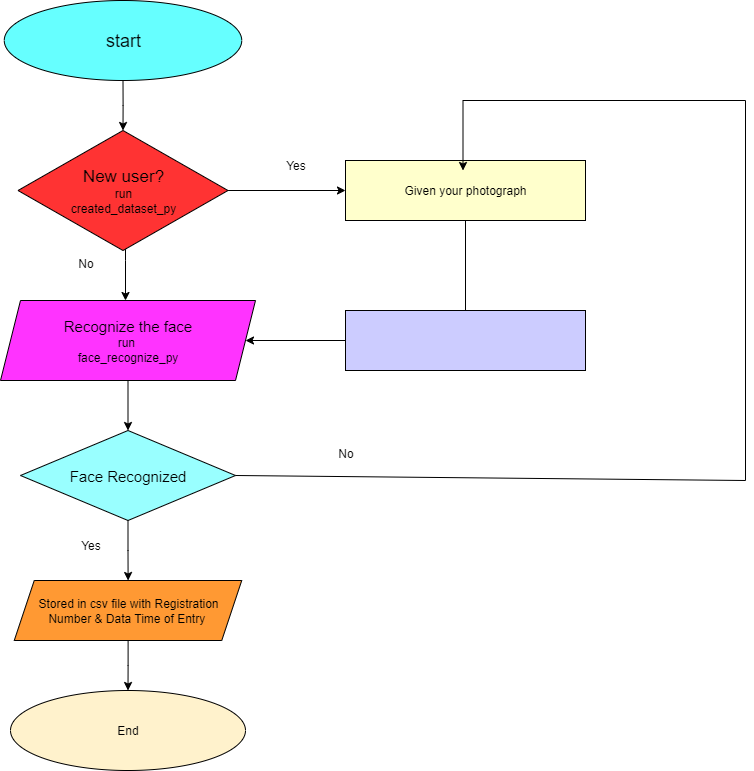 start
New user?
run
created_dataset_py
Yes
Given your photograph
No
Recognize the face
run
face_recognize_py
Face Recognized
No
Yes
Stored in csv file with Registration
Number & Data Time of Entry
End